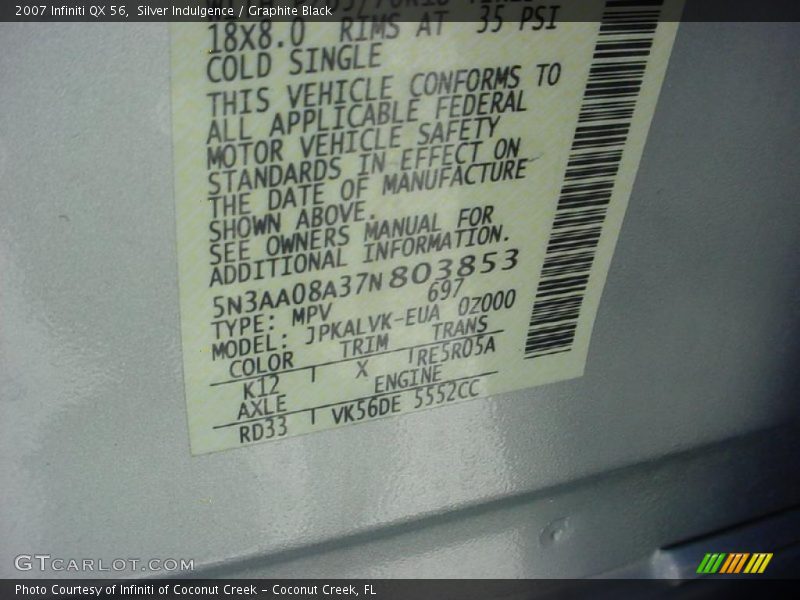 2007 Infiniti QX 56, Silver Indulgence / Graphite Black
18X8.0 RIMS AT 35 PSI
COLD SINGLE
THIS VEHICLE CONFORMS TO
ALL APPLICABLE FEDERAL
MOTOR VEHICLE SAFETY
STANDARDS IN EFFECT ON
THE DATE OF MANUFACTURE
SHOWN ABOVE.
SEE OWNERS MANUAL FOR
ADDITIONAL INFORMATION.
5N3AA08A37N803853
TYPE: MPV 697
MODEL: JPKALVK-EUA 0Z000
COLOR TRIM TRANS
K12 X RE5R05A
AXLE ENGINE
RD33 VK56DE 5552CC
GTCARLOT.COM
Photo Courtesy of Infiniti of Coconut Creek - Coconut Creek, FL